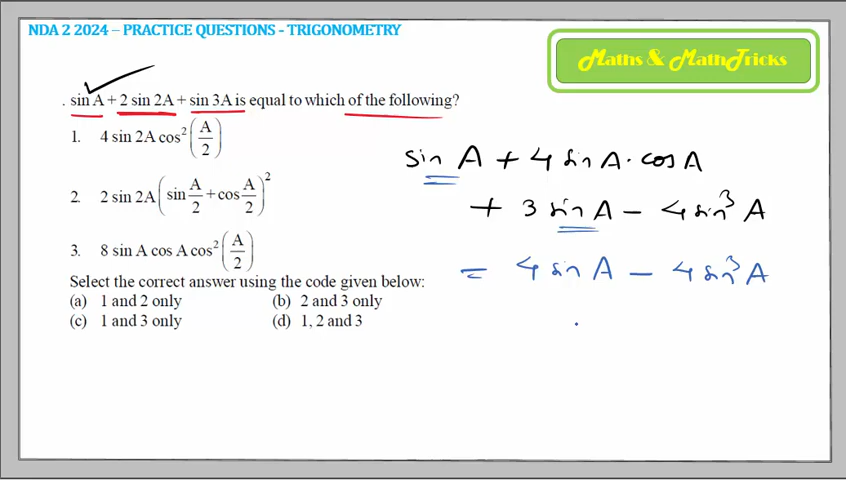 NDA 2 2024 – PRACTICE QUESTIONS - TRIGONOMETRY
Maths & MathTricks
. sin A + 2 sin 2A + sin 3A is equal to which of the following?
1. 4 sin 2A cos² (A/2)
2. 2 sin 2A (sin A/2 + cos A/2)²
3. 8 sin A cos A cos² (A/2)
Select the correct answer using the code given below:
(a) 1 and 2 only (b) 2 and 3 only
(c) 1 and 3 only (d) 1, 2 and 3
sin A + 4 sin A · cos A
+ 3 sin A − 4 sin³ A
= 4 sin A − 4 sin³ A